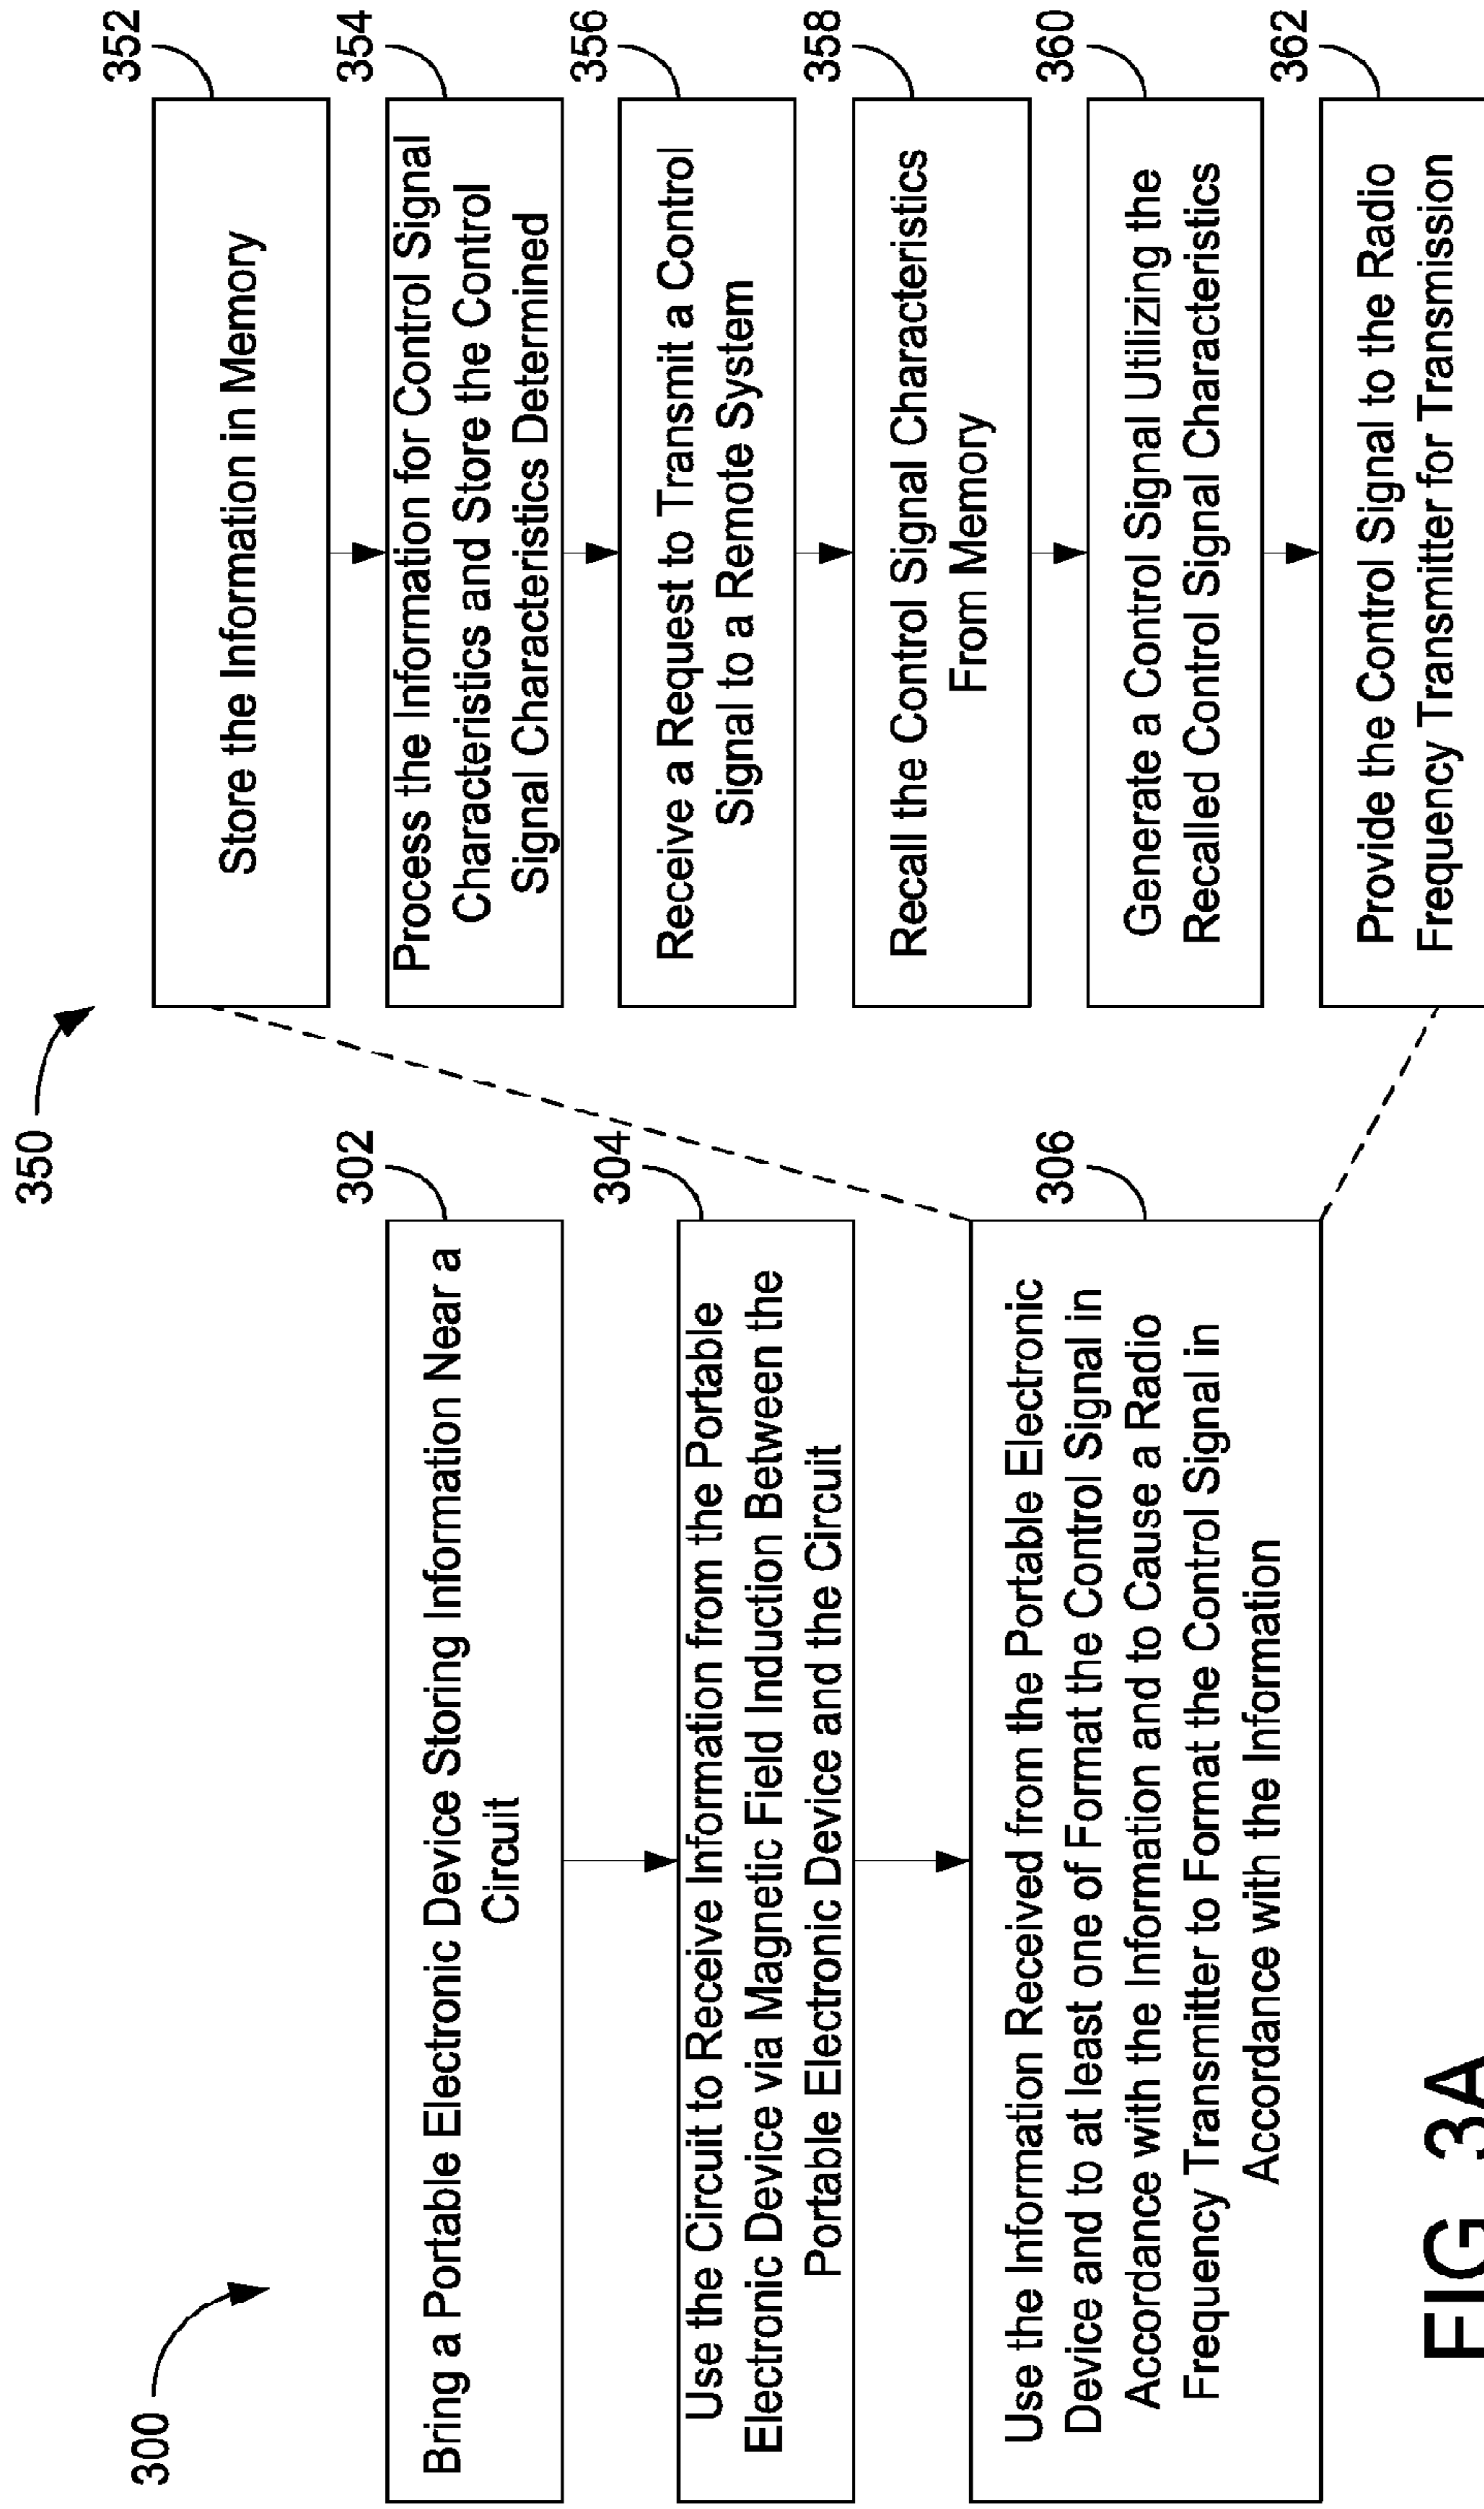 300
302
Bring a Portable Electronic Device Storing Information Near a
Circuit
304
Use the Circuit to Receive Information from the Portable
Electronic Device via Magnetic Field Induction Between the
Portable Electronic Device and the Circuit
306
Use the Information Received from the Portable Electronic
Device and to at least one of Format the Control Signal in
Accordance with the Information and to Cause a Radio
Frequency Transmitter to Format the Control Signal in
Accordance with the Information
350
352
Store the Information in Memory
354
Process the Information for Control Signal
Characteristics and Store the Control
Signal Characteristics Determined
356
Receive a Request to Transmit a Control
Signal to a Remote System
358
Recall the Control Signal Characteristics
From Memory
360
Generate a Control Signal Utilizing the
Recalled Control Signal Characteristics
362
Provide the Control Signal to the Radio
Frequency Transmitter for Transmission
FIG 3A